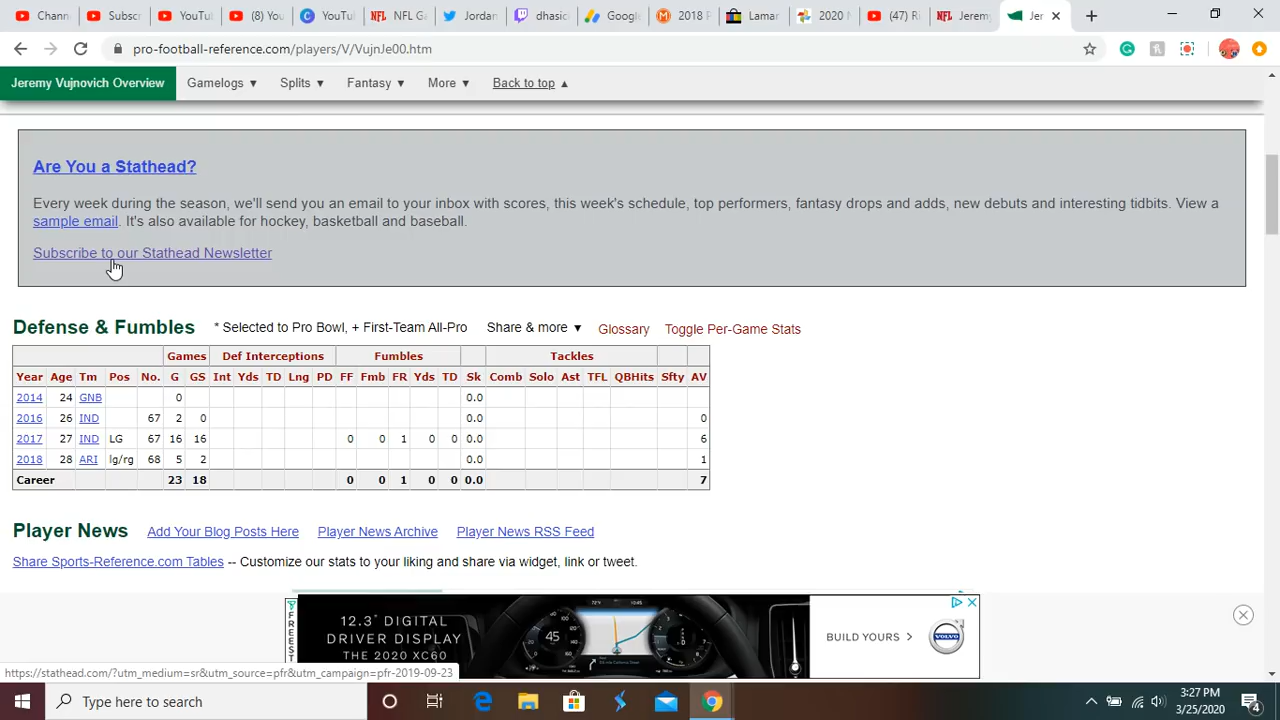 Chann
Subscr
YouTu
(8) You
YouTu
NFL Ga
Jordan
dhasic
Google
2018 P
Lamar
2020 M
(47) Ri
Jeremy
Jer
pro-football-reference.com/players/V/VujnJe00.htm
Jeremy Vujnovich Overview Gamelogs ▼ Splits ▼ Fantasy ▼ More ▼ Back to top ▲
Are You a Stathead?
Every week during the season, we'll send you an email to your inbox with scores, this week's schedule, top performers, fantasy drops and adds, new debuts and interesting tidbits. View a
sample email. It's also available for hockey, basketball and baseball.
Subscribe to our Stathead Newsletter
Defense & Fumbles * Selected to Pro Bowl, + First-Team All-Pro Share & more ▼ Glossary Toggle Per-Game Stats
Games Def Interceptions Fumbles Tackles
Year Age Tm Pos No. G GS Int Yds TD Lng PD FF Fmb FR Yds TD Sk Comb Solo Ast TFL QBHits Sfty AV
2014 24 GNB 0 0.0
2016 26 IND 67 2 0 0.0 0
2017 27 IND LG 67 16 16 0 0 1 0 0 0.0 6
2018 28 ARI lg/rg 68 5 2 0.0 1
Career 23 18 0 0 1 0 0 0.0 7
Player News Add Your Blog Posts Here Player News Archive Player News RSS Feed
Share Sports-Reference.com Tables -- Customize our stats to your liking and share via widget, link or tweet.
12.3" DIGITAL
DRIVER DISPLAY
THE 2020 XC60
45
BUILD YOURS >
VOLVO
https://stathead.com/?utm_medium=sr&utm_source=pfr&utm_campaign=pfr-2019-09-23
Type here to search
3:27 PM
3/25/2020
4